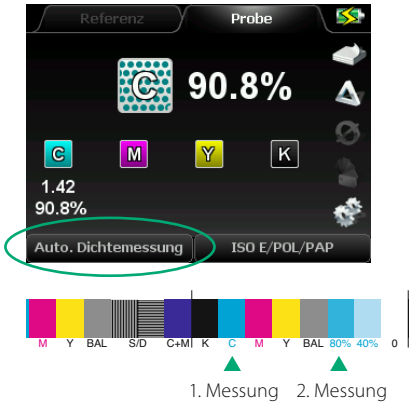 Referenz Probe
C 90.8%
C M Y K
1.42
90.8%
Auto. Dichtemessung ISO E/POL/PAP
M Y BAL S/D C+M K C M Y BAL 80% 40% 0
1. Messung 2. Messung